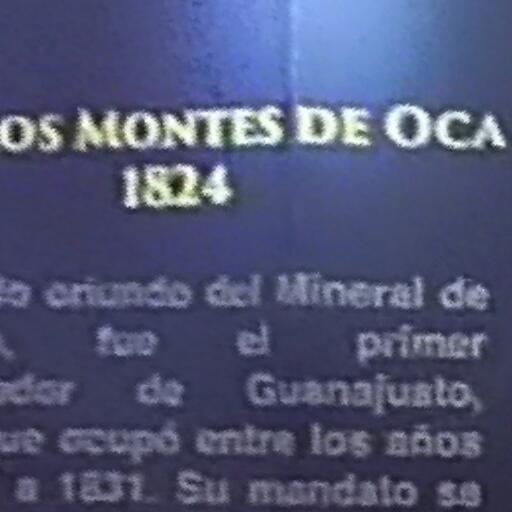 OS MONTES DE OCA
1824
oriundo del Mineral de
fue el primer
de Guanajuato,
ocupó entre los años
a 1831. Su mandato se